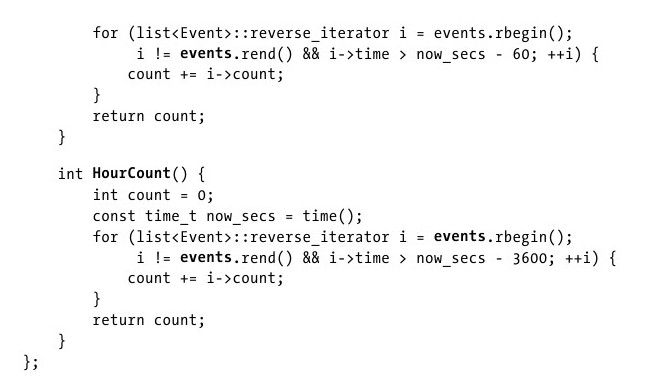 for (list<Event>::reverse_iterator i = events.rbegin();
i != events.rend() && i->time > now_secs - 60; ++i) {
count += i->count;
}
return count;
}
int HourCount() {
int count = 0;
const time_t now_secs = time();
for (list<Event>::reverse_iterator i = events.rbegin();
i != events.rend() && i->time > now_secs - 3600; ++i) {
count += i->count;
}
return count;
}
};